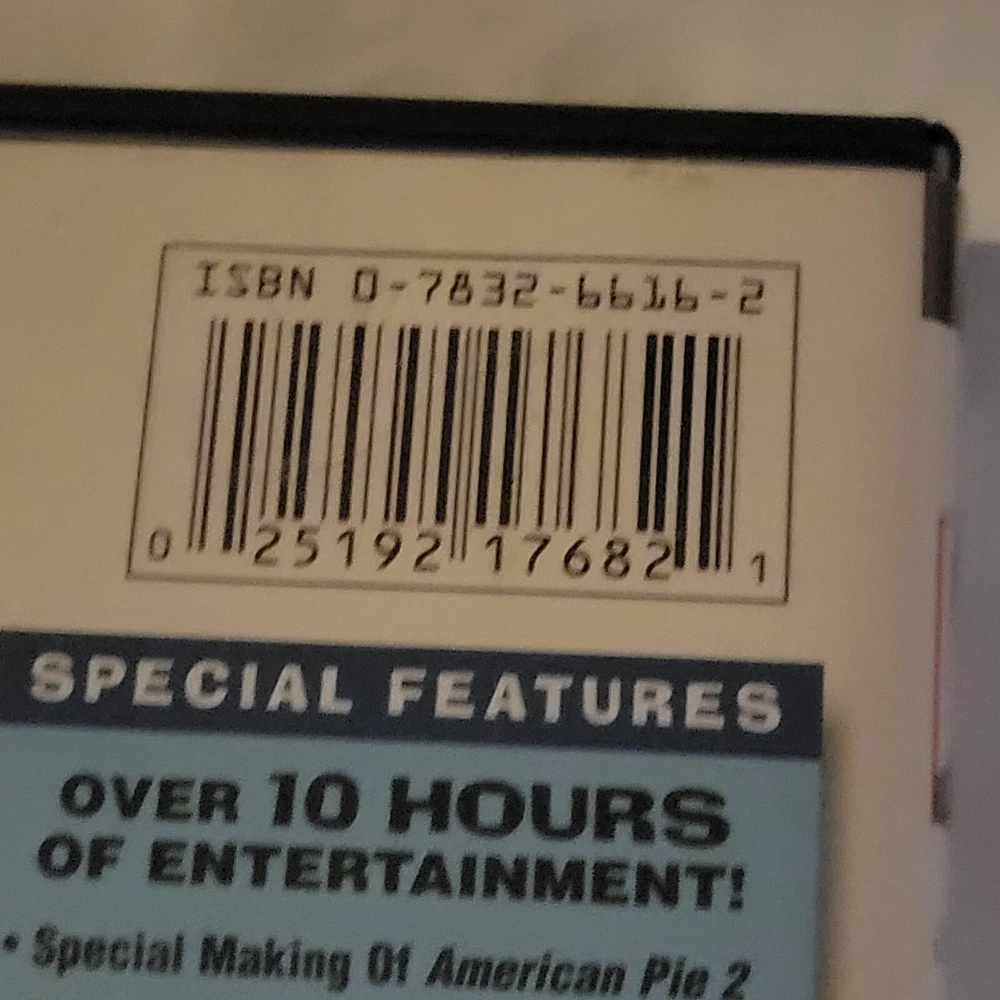 ISBN 0-7832-6616-2
0 25192 17682 1
SPECIAL FEATURES
OVER 10 HOURS
OF ENTERTAINMENT!
• Special Making Of American Pie 2